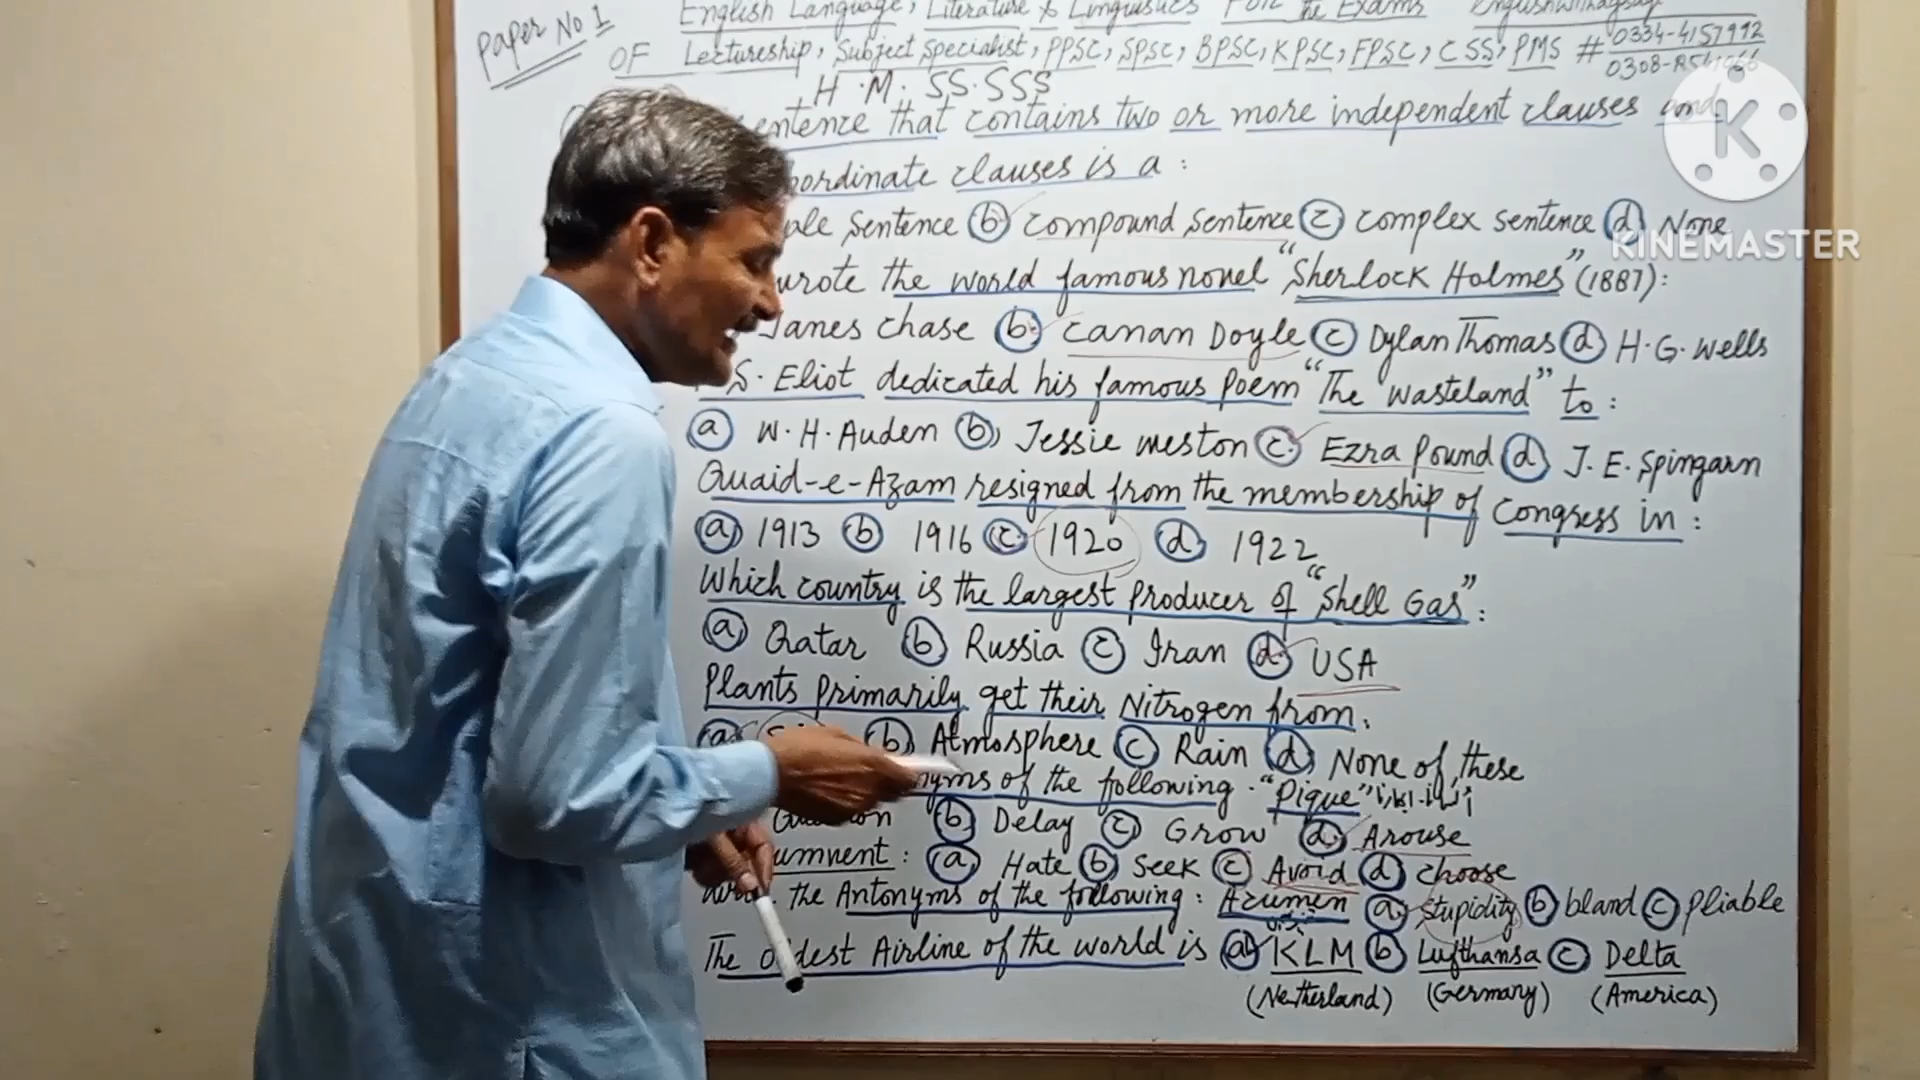 Paper No 1
English Language, Literature & Linguistics For the Exams
OF Lectureship, Subject Specialist, PPSC, SPSC, BPSC, KPSC, FPSC, CSS, PMS # 0334-4157992
H.M. SS.SSS
sentence that contains two or more independent clauses and
ordinate clauses is a :
Sentence (b) compound sentence (c) complex sentence (d) None
KINEMASTER
wrote the world famous novel "Sherlock Holmes" (1887):
Janes chase (b) canan Doyle (c) Dylan Thomas (d) H.G. Wells
S. Eliot dedicated his famous Poem "The wasteland" to :
(a) W.H. Auden (b) Jessie weston (c) Ezra Pound (d) J.E. Spingarn
Quaid-e-Azam resigned from the membership of Congress in :
(a) 1913 (b) 1916 (c) 1920 (d) 1922
Which country is the largest Producer of "Shell Gas" :
(a) Qatar (b) Russia (c) Iran (d) USA
Plants Primarily get their Nitrogen from.
(a) (b) Atmosphere (c) Rain (d) None of these
nyms of the following. "Pique"
(b) Delay (c) Grow (d) Arouse
umvent : (a) Hate (b) Seek (c) Avoid (d) choose
the Antonyms of the following : Acumen (a) stupidity (b) bland (c) pliable
The oldest Airline of the world is (a) KLM (b) Lufthansa (c) Delta
(Netherland) (Germany) (America)